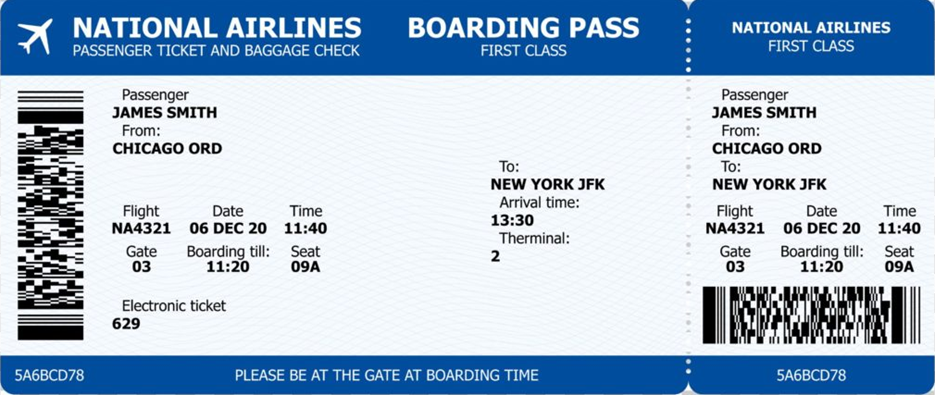 NATIONAL AIRLINES
PASSENGER TICKET AND BAGGAGE CHECK
BOARDING PASS
FIRST CLASS
Passenger
JAMES SMITH
From:
CHICAGO ORD
Flight Date Time
NA4321 06 DEC 20 11:40
Gate Boarding till: Seat
03 11:20 09A
Electronic ticket
629
To:
NEW YORK JFK
Arrival time:
13:30
Therminal:
2
5A6BCD78
PLEASE BE AT THE GATE AT BOARDING TIME
NATIONAL AIRLINES
FIRST CLASS
Passenger
JAMES SMITH
From:
CHICAGO ORD
To:
NEW YORK JFK
Flight Date Time
NA4321 06 DEC 20 11:40
Gate Boarding till: Seat
03 11:20 09A
5A6BCD78